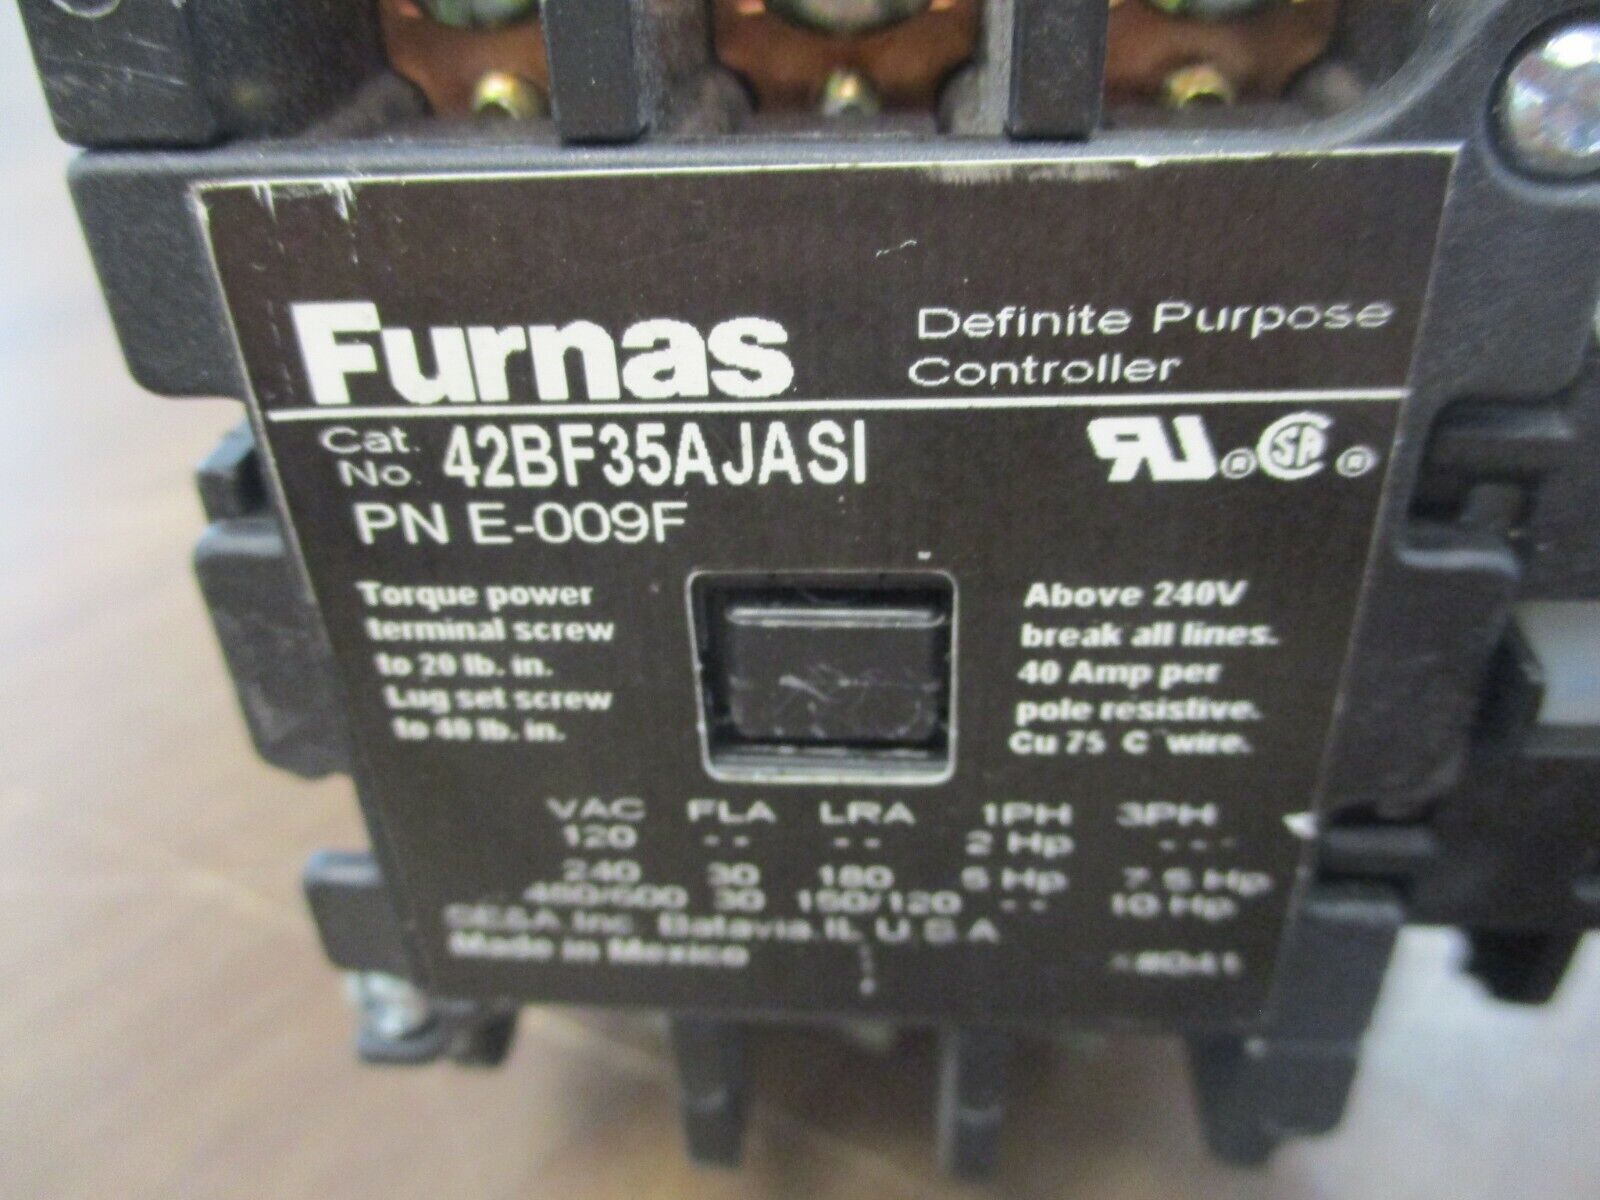 Furnas
Definite Purpose
Controller
Cat.
No. 42BF35AJASI
PN E-009F
Torque power
terminal screw
to 20 lb. in.
Lug set screw
to 40 lb. in.
Above 240V
break all lines.
40 Amp per
pole resistive.
Cu 75 C wire.
VAC FLA LRA 1PH 3PH
120 -- -- 2 Hp ---
240 30 180 5 Hp 7.5 Hp
480/600 30 150/120 -- 10 Hp
SE&A Inc. Batavia, IL U.S.A
Made in Mexico